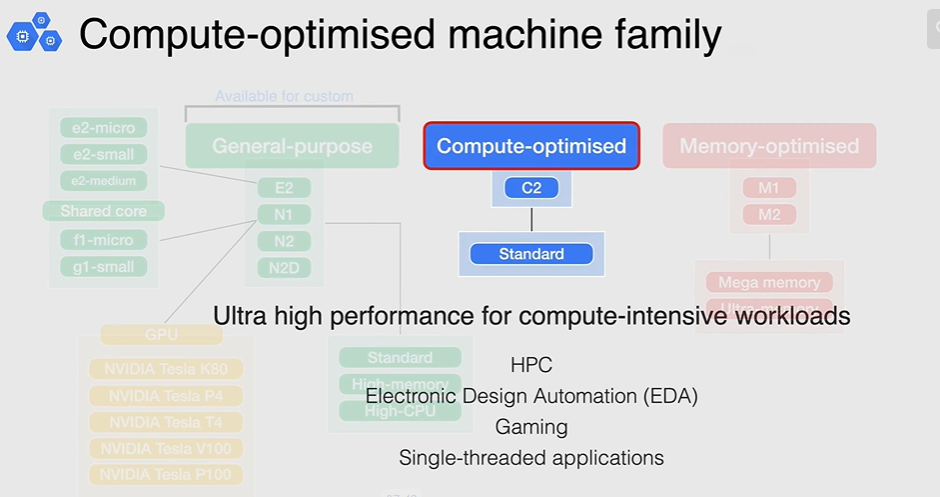 Compute-optimised machine family
Available for custom
e2-micro
e2-small
e2-medium
Shared core
f1-micro
g1-small
General-purpose
E2
N1
N2
N2D
Compute-optimised
C2
Standard
Memory-optimised
M1
M2
Mega memory
Ultra-memory
Ultra high performance for compute-intensive workloads
GPU
NVIDIA Tesla K80
NVIDIA Tesla P4
NVIDIA Tesla T4
NVIDIA Tesla V100
NVIDIA Tesla P100
Standard
High-memory
High-CPU
HPC
Electronic Design Automation (EDA)
Gaming
Single-threaded applications